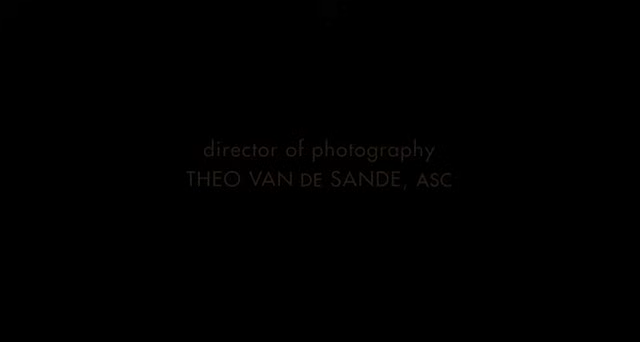 director of photography
THEO VAN DE SANDE, ASC